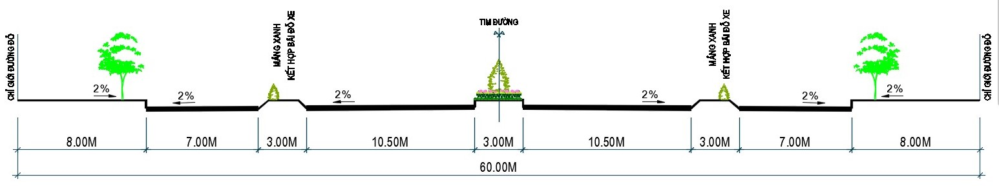 CHỈ GIỚI ĐƯỜNG ĐỎ
MẢNG XANH
KẾT HỢP BÃI ĐỖ XE
TIM ĐƯỜNG
MẢNG XANH
KẾT HỢP BÃI ĐỖ XE
CHỈ GIỚI ĐƯỜNG ĐỎ
2% 2% 2% 2% 2% 2%
8.00M 7.00M 3.00M 10.50M 3.00M 10.50M 3.00M 7.00M 8.00M
60.00M